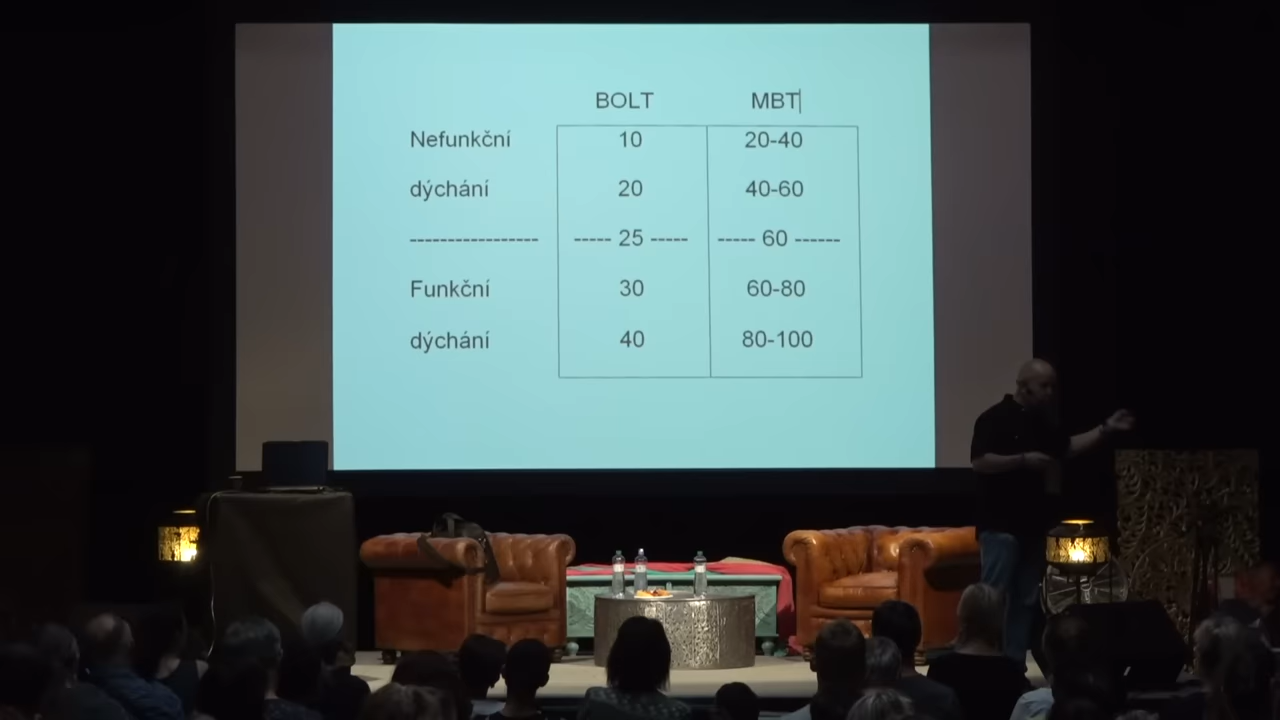 BOLT MBT
Nefunkční 10 20-40
dýchání 20 40-60
----------------- ----- 25 ----- ----- 60 ------
Funkční 30 60-80
dýchání 40 80-100